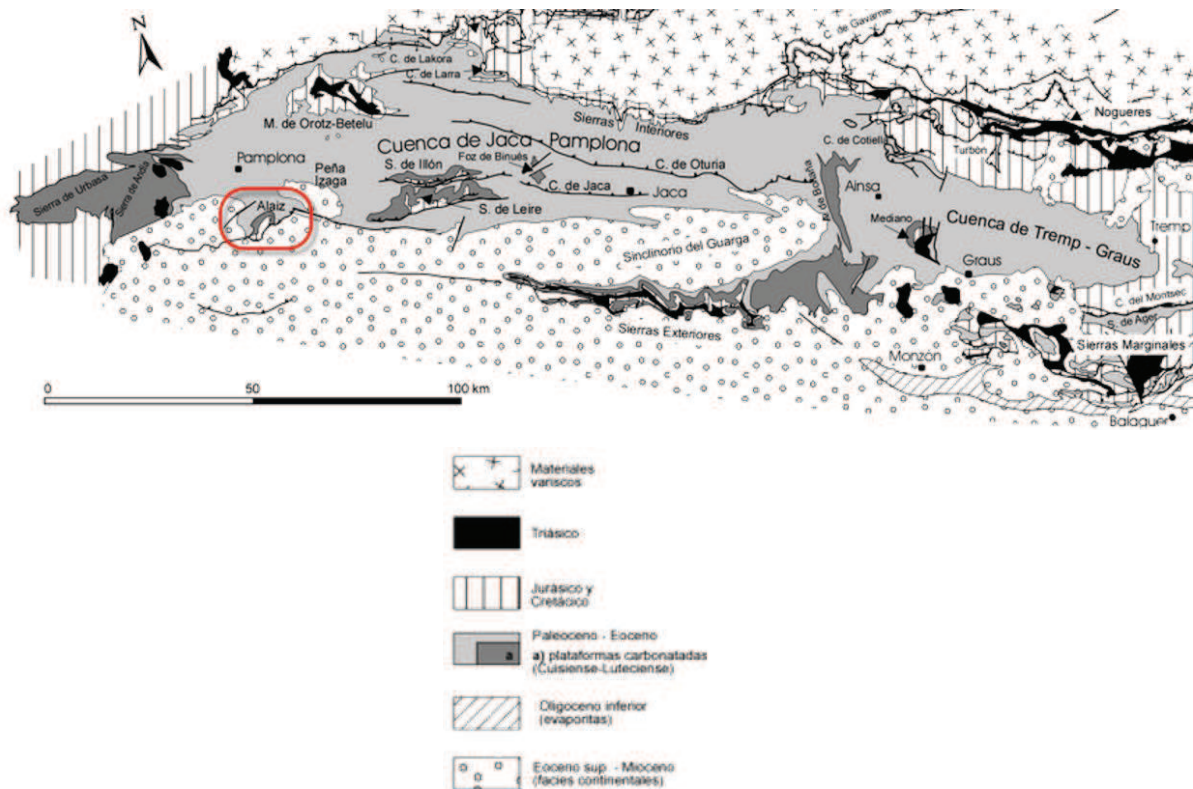 N
C. de Gavarnie
C. de Lakora
C. de Larra
Nogueres
Sierras Interiores
M. de Orotz-Betelu
Cuenca de Jaca - Pamplona
C. de Cotiella
Turbón
Pamplona
Peña
Izaga
S. de Illón
Foz de Binués
C. de Oturia
Sierra de Urbasa
Sierra de Andia
Alaiz
C. de Jaca
Jaca
A. de Boltaña
Ainsa
S. de Leire
Mediano
Cuenca de Tremp - Graus
Tremp
Sinclinorio del Guarga
Graus
C. del Montsec
S. de Ager
Sierras Exteriores
Sierras Marginales
Monzón
0 50 100 km
Balaguer
Materiales
variscos
Triásico
Jurásico y
Cretácico
Paleoceno - Eoceno
a a) plataformas carbonatadas
(Cuisiense-Luteciense)
Oligoceno inferior
(evaporitas)
Eoceno sup. - Mioceno
(facies continentales)